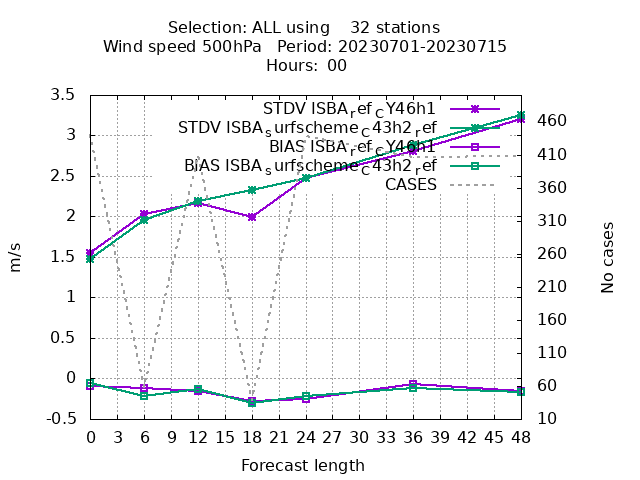 Selection: ALL using 32 stations
Wind speed 500hPa Period: 20230701-20230715
Hours: 00
STDV ISBA_ref_CY46h1
STDV ISBA_surfscheme_C43h2_ref
BIAS ISBA_ref_CY46h1
BIAS ISBA_surfscheme_C43h2_ref
CASES
3.5
3
2.5
2
1.5
1
0.5
0
-0.5
m/s
460
410
360
310
260
210
160
110
60
10
No cases
0 3 6 9 12 15 18 21 24 27 30 33 36 39 42 45 48
Forecast length